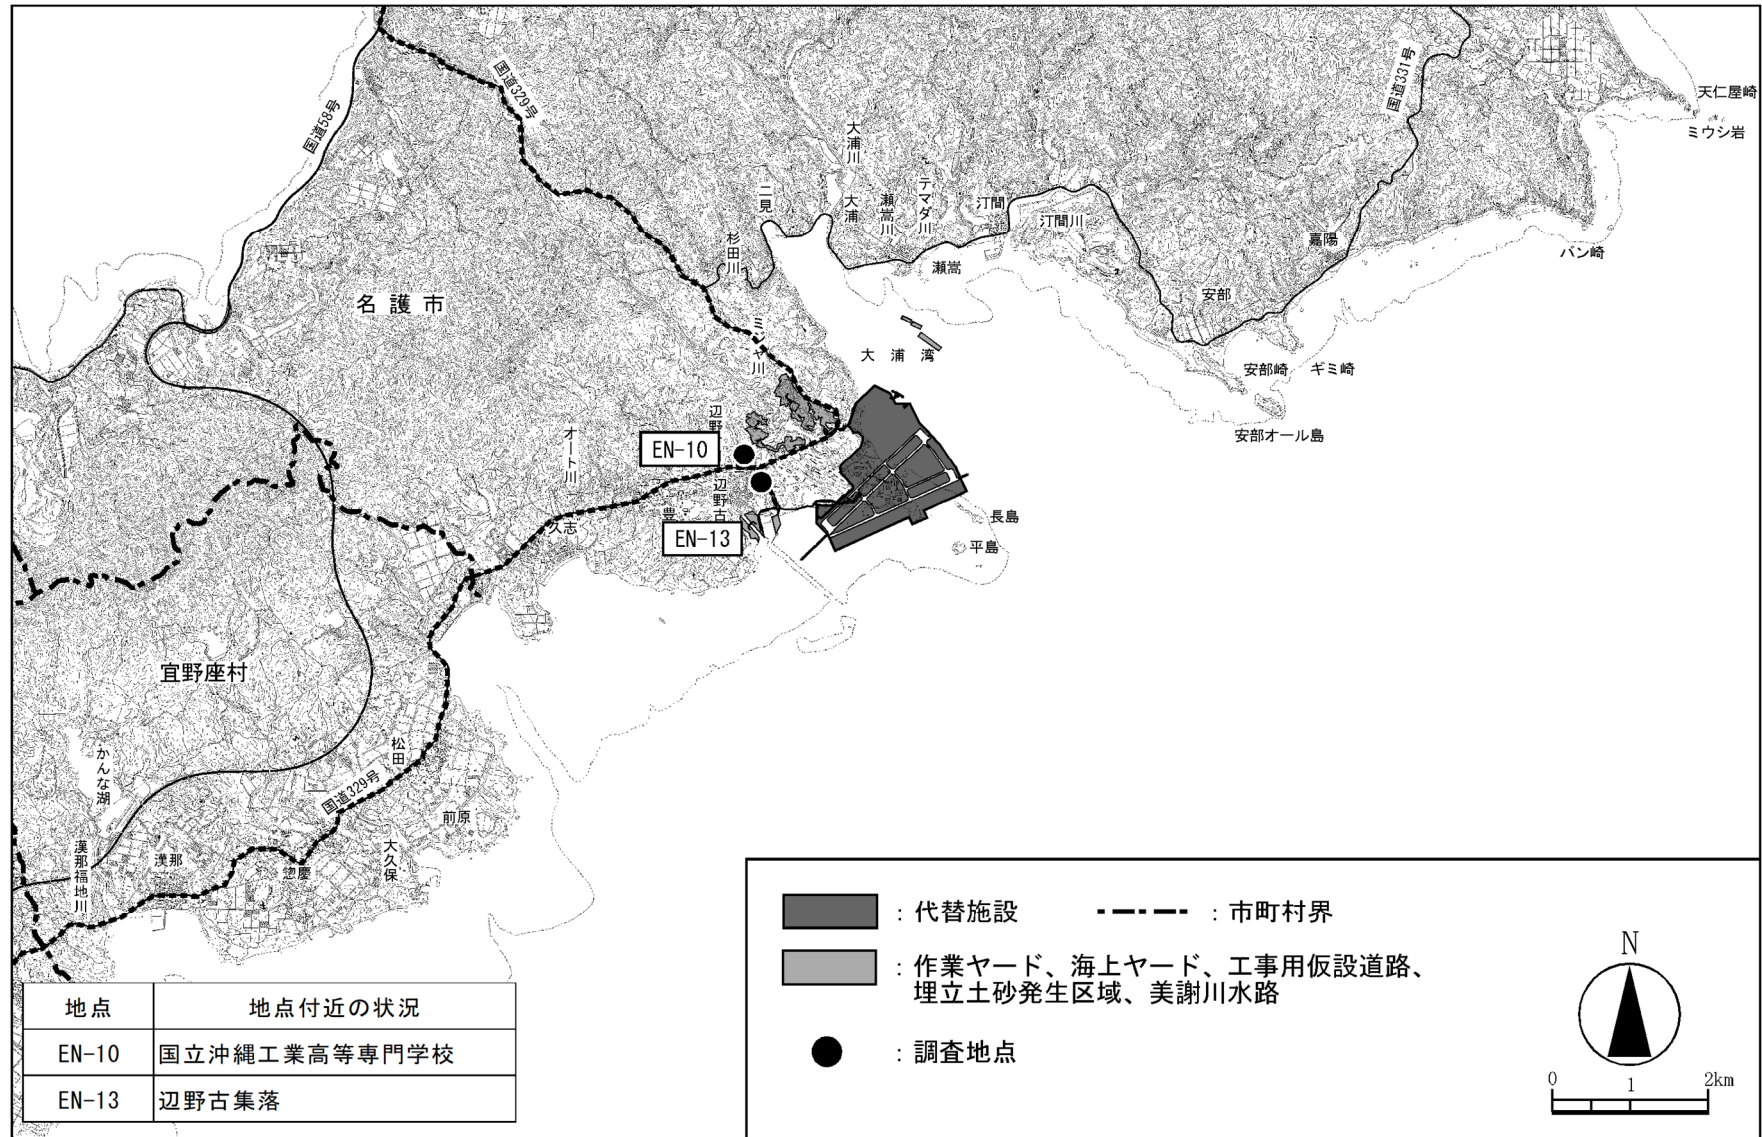 国道58号
国道329号
国道331号
天仁屋崎
ミウシ岩
バン崎
大浦川
二見
大浦
瀬嵩川
テマダ川
汀間
汀間川
嘉陽
杉田川
瀬嵩
安部
名護市
大浦湾
安部崎
ギミ崎
安部オール島
オート川
EN-10
辺野古
久志
EN-13
長島
平島
宜野座村
かんな湖
松田
国道329号
前原
漢那福地川
漢那
惣慶
大久保
地点 地点付近の状況
EN-10 国立沖縄工業高等専門学校
EN-13 辺野古集落
：代替施設
：市町村界
：作業ヤード、海上ヤード、工事用仮設道路、
埋立土砂発生区域、美謝川水路
：調査地点
N
0 1 2km